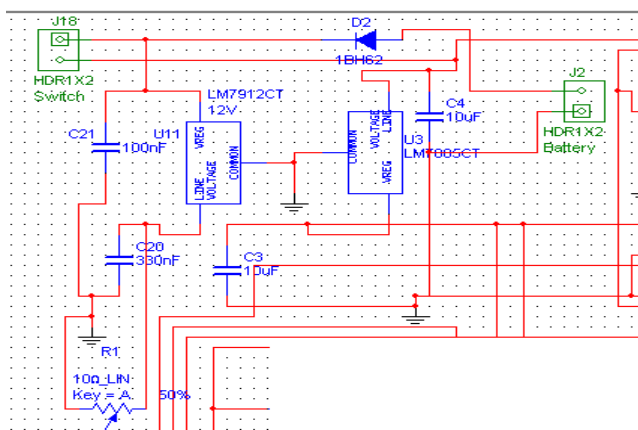 J18
HDR1X2
Switch
D2
1BH62
J2
HDR1X2
Battery
LM7912CT
12V
U11
VREG
LINE
VOLTAGE
COMMON
C21
100nF
C4
10uF
COMMON
LINE
VOLTAGE
VREG
U3
LM7805CT
C20
330nF
C3
10uF
R1
10Ω_LIN
Key = A
50%